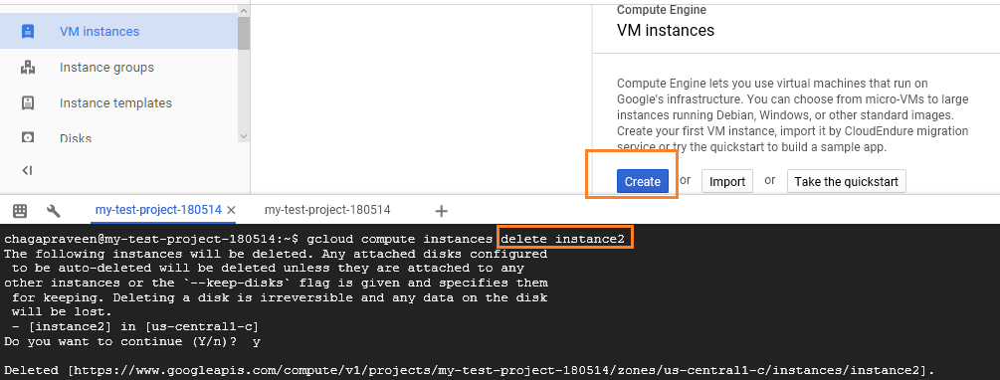 VM instances
Instance groups
Instance templates
Disks
Compute Engine
VM instances
Compute Engine lets you use virtual machines that run on
Google's infrastructure. You can choose from micro-VMs to large
instances running Debian, Windows, or other standard images.
Create your first VM instance, import it by CloudEndure migration
service or try the quickstart to build a sample app.
Create or Import or Take the quickstart
my-test-project-180514 × my-test-project-180514 +
chagapraveen@my-test-project-180514:~$ gcloud compute instances delete instance2
The following instances will be deleted. Any attached disks configured
to be auto-deleted will be deleted unless they are attached to any
other instances or the `--keep-disks` flag is given and specifies them
for keeping. Deleting a disk is irreversible and any data on the disk
will be lost.
- [instance2] in [us-central1-c]
Do you want to continue (Y/n)? y
Deleted [https://www.googleapis.com/compute/v1/projects/my-test-project-180514/zones/us-central1-c/instances/instance2].